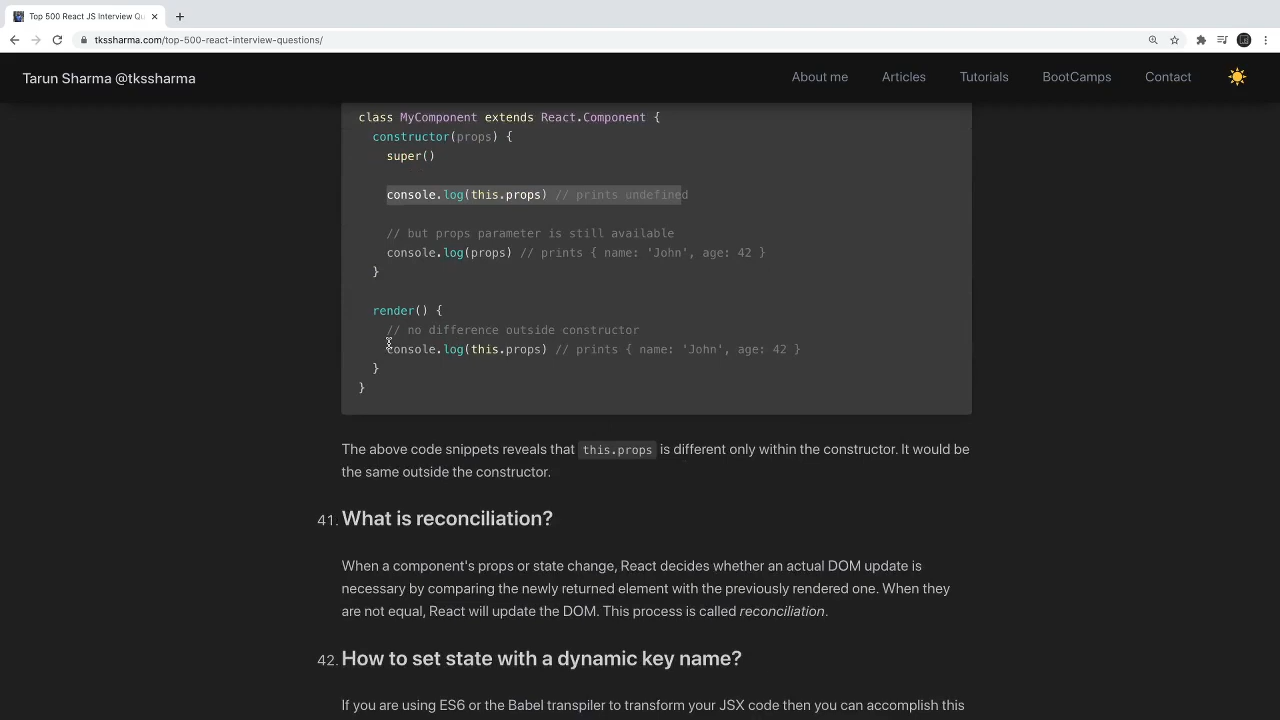 Top 500 React JS Interview Qu
tkssharma.com/top-500-react-interview-questions/
Tarun Sharma @tkssharma
About me
Articles
Tutorials
BootCamps
Contact
class MyComponent extends React.Component {
constructor(props) {
super()
console.log(this.props) // prints undefined
// but props parameter is still available
console.log(props) // prints { name: 'John', age: 42 }
}
render() {
// no difference outside constructor
console.log(this.props) // prints { name: 'John', age: 42 }
}
}
The above code snippets reveals that this.props is different only within the constructor. It would be
the same outside the constructor.
41. What is reconciliation?
When a component's props or state change, React decides whether an actual DOM update is
necessary by comparing the newly returned element with the previously rendered one. When they
are not equal, React will update the DOM. This process is called reconciliation.
42. How to set state with a dynamic key name?
If you are using ES6 or the Babel transpiler to transform your JSX code then you can accomplish this